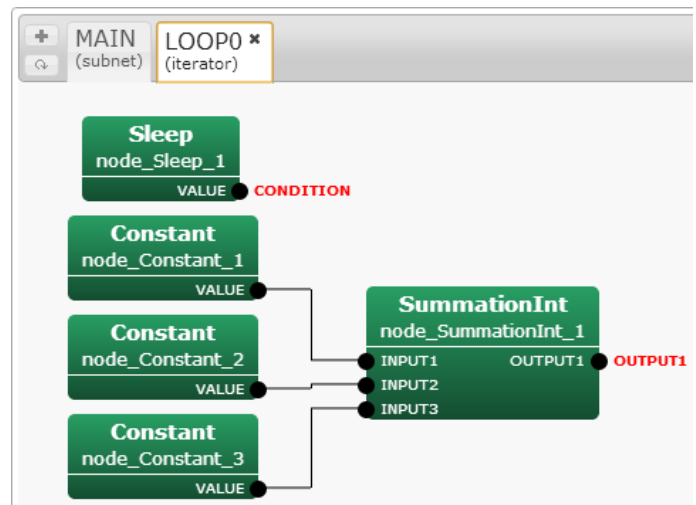 MAIN
(subnet)
LOOP0 ✖
(iterator)
Sleep
node_Sleep_1
VALUE CONDITION
Constant
node_Constant_1
VALUE
Constant
node_Constant_2
VALUE
Constant
node_Constant_3
VALUE
SummationInt
node_SummationInt_1
INPUT1 OUTPUT1 OUTPUT1
INPUT2
INPUT3